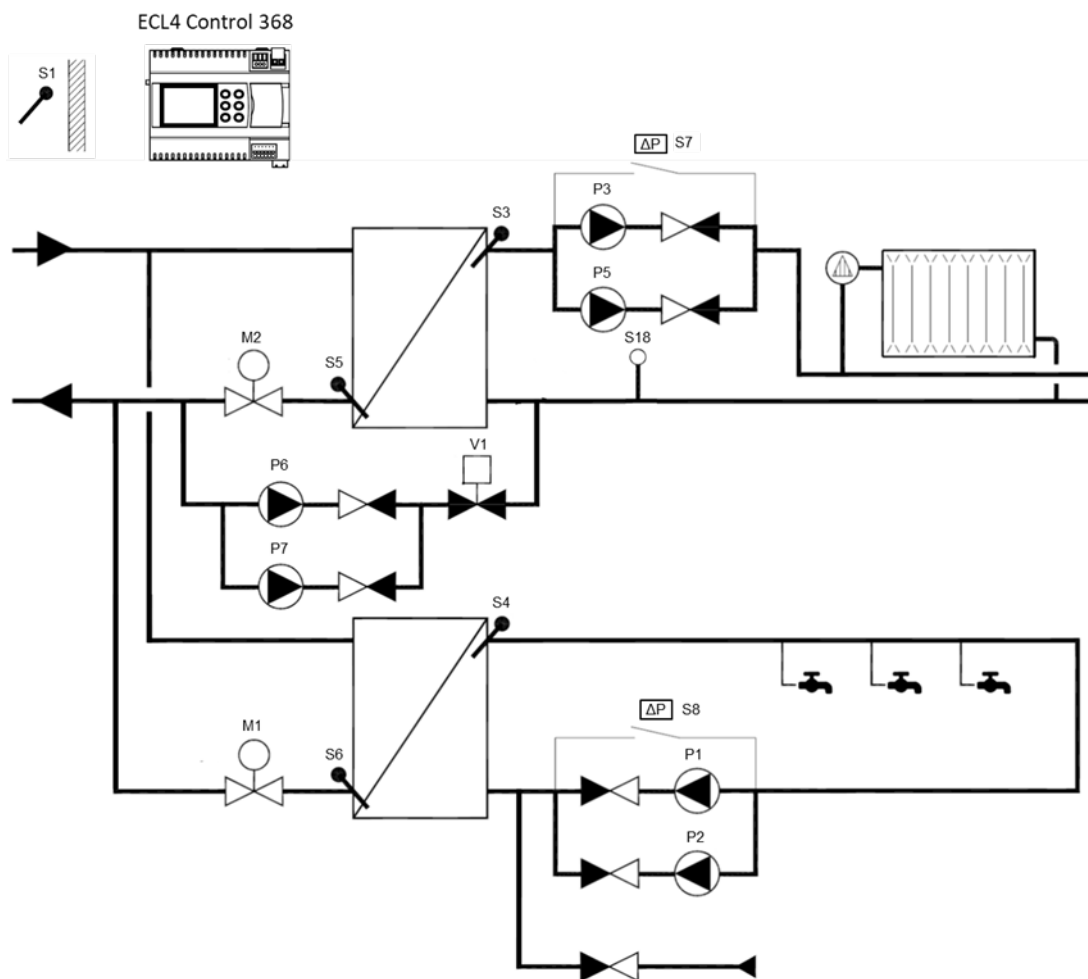 ECL4 Control 368
S1
ΔP S7
P3
S3
P5
S18
M2
S5
V1
P6
P7
S4
ΔP S8
M1
S6
P1
P2